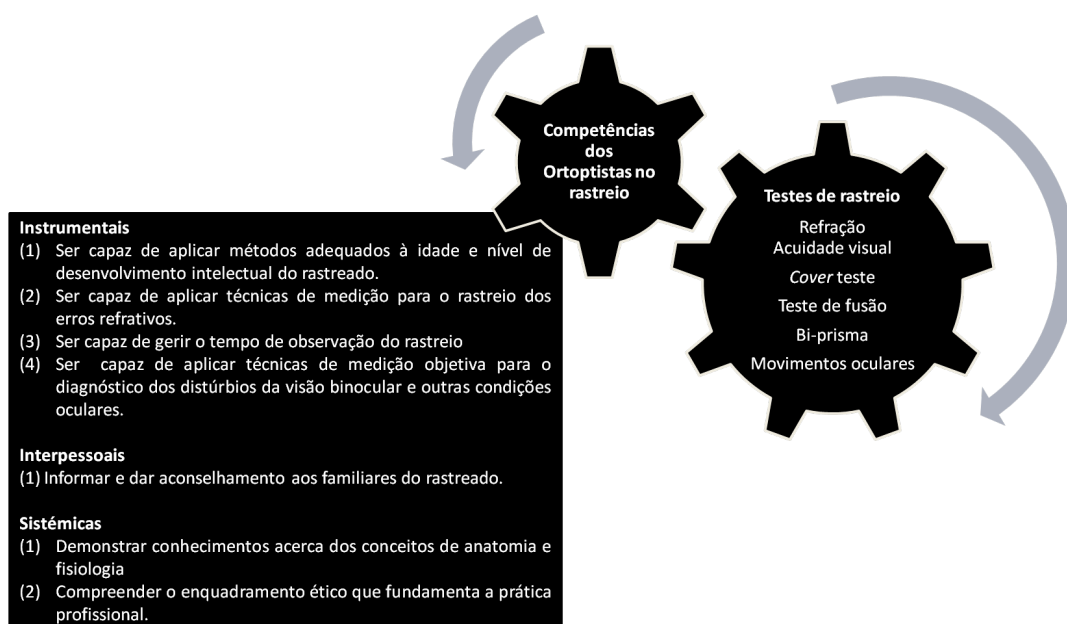 Competências
dos
Ortoptistas no
rastreio
Testes de rastreio
Refração
Acuidade visual
Cover teste
Teste de fusão
Bi-prisma
Movimentos oculares
Instrumentais
(1) Ser capaz de aplicar métodos adequados à idade e nível de
desenvolvimento intelectual do rastreado.
(2) Ser capaz de aplicar técnicas de medição para o rastreio dos
erros refrativos.
(3) Ser capaz de gerir o tempo de observação do rastreio
(4) Ser capaz de aplicar técnicas de medição objetiva para o
diagnóstico dos distúrbios da visão binocular e outras condições
oculares.
Interpessoais
(1) Informar e dar aconselhamento aos familiares do rastreado.
Sistémicas
(1) Demonstrar conhecimentos acerca dos conceitos de anatomia e
fisiologia
(2) Compreender o enquadramento ético que fundamenta a prática
profissional.